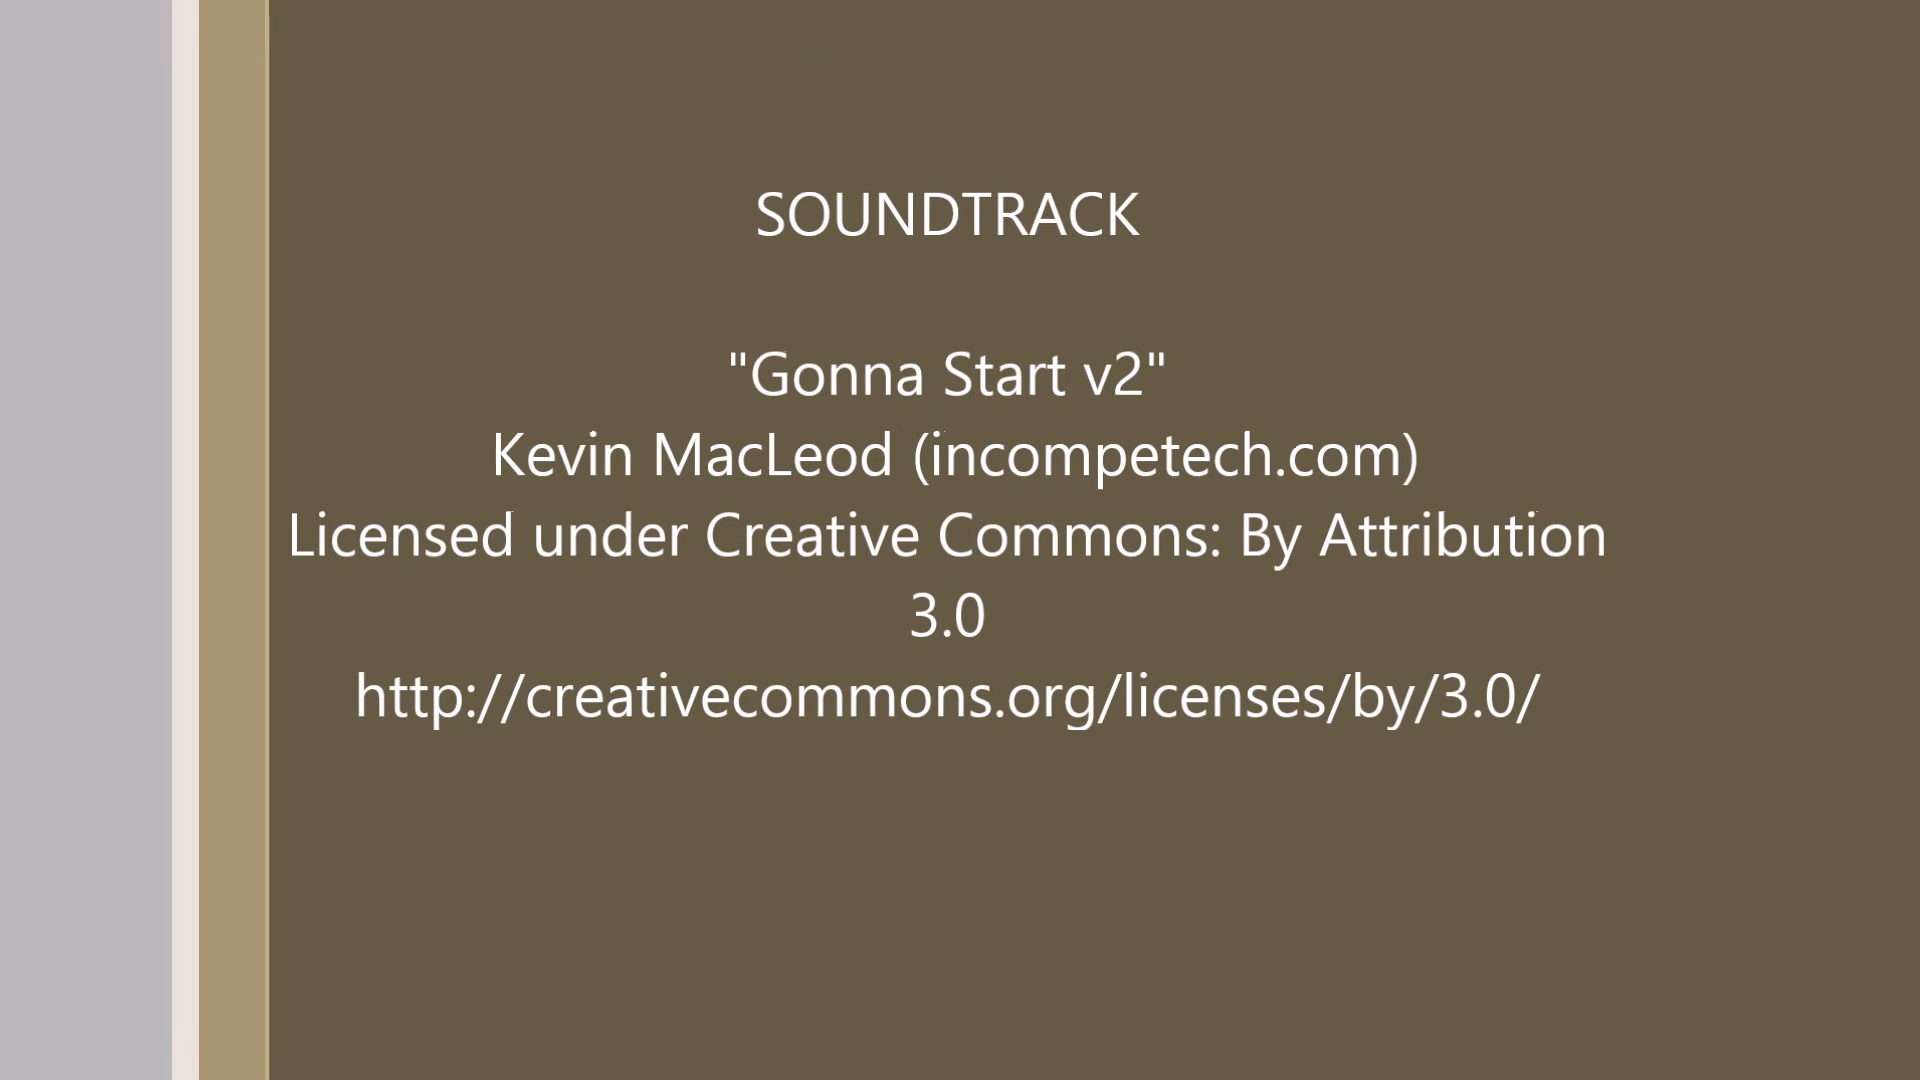 SOUNDTRACK
"Gonna Start v2"
Kevin MacLeod (incompetech.com)
Licensed under Creative Commons: By Attribution
3.0
http://creativecommons.org/licenses/by/3.0/